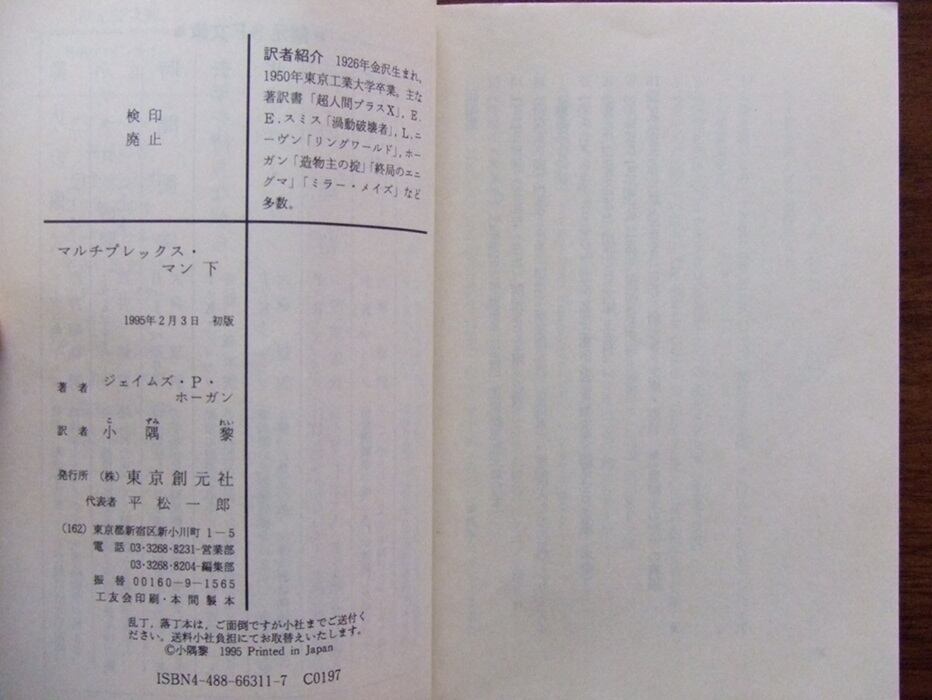 検印
廃止
訳者紹介 1926年金沢生まれ。
1950年東京工業大学卒業。主な
著訳書「超人間プラスX」，E.
E.スミス「渦動破壊者」，L.ニ
ーヴン「リングワールド」，ホー
ガン「造物主の掟」「終局のエニ
グマ」「ミラー・メイズ」など
多数。
マルチプレックス・
マン 下
1995年2月3日 初版
著者 ジェイムズ・P・
ホーガン
こ ずみ れい
訳者 小隅黎
発行所 (株)東京創元社
代表者 平松一郎
(162) 東京都新宿区新小川町 1－5
電話 03・3268・8231-営業部
03・3268・8204-編集部
振替 00160－9－1565
工友会印刷・本間製本
乱丁，落丁本は，ご面倒ですが小社までご送付く
ださい。送料小社負担にてお取替えいたします。
©小隅黎 1995 Printed in Japan
ISBN4-488-66311-7 C0197